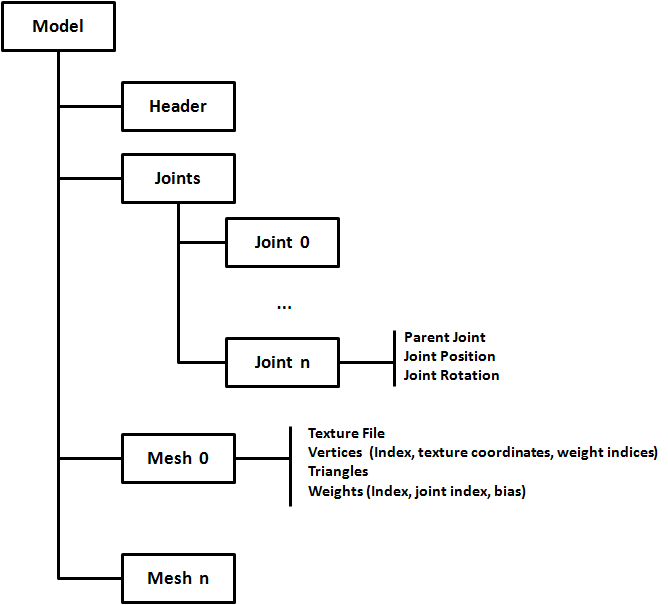 Model
Header
Joints
Joint 0
...
Joint n
Parent Joint
Joint Position
Joint Rotation
Mesh 0
Texture File
Vertices (Index, texture coordinates, weight indices)
Triangles
Weights (Index, joint index, bias)
Mesh n